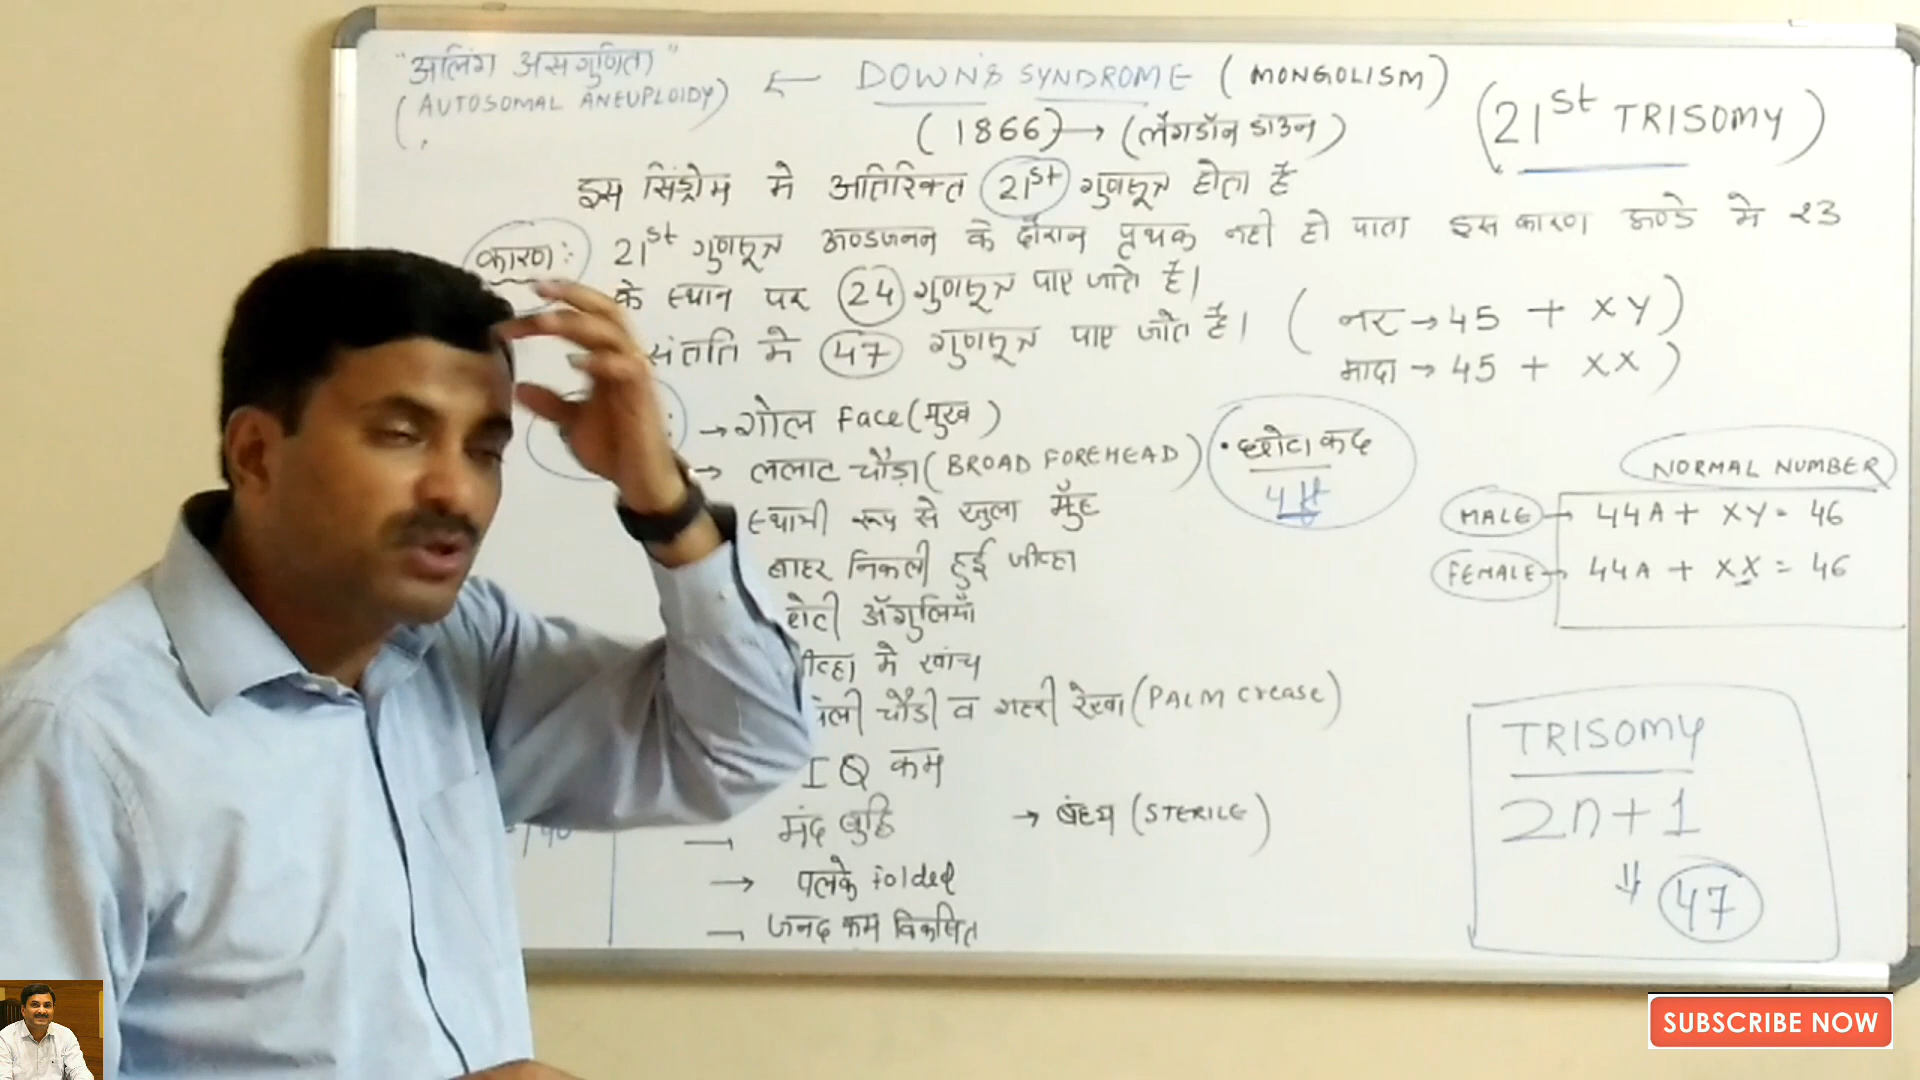 "अलिंग असगुणिता"
(AUTOSOMAL ANEUPLOIDY) ← DOWN'S SYNDROME (MONGOLISM)
(21st TRISOMY)
(1866) → (लैंगडॉन डाउन)
इस सिंड्रोम मे अतिरिक्त 21st गुणसूत्र होता है
कारण: 21st गुणसूत्र अण्डजनन के दौरान पृथक नही हो पाता इस कारण अण्डे मे 23
के स्थान पर 24 गुणसूत्र पाए जाते है।
संतति मे 47 गुणसूत्र पाए जाते है।
(नर → 45 + XY)
मादा → 45 + XX)
→ गोल Face (मुख)
→ ललाट चौड़ा (BROAD FOREHEAD)
• छोटा कद
4 ft
स्थायी रूप से खुला मुँह
बाहर निकली हुई जीव्हा
अँगुलियाँ
मे खांच
चौडी व गहरी रेखा (PALM Crease)
IQ कम
— मंद बुद्धि → बंध्य (STERILE)
→ पलके folded
— जनद कम विकसित
NORMAL NUMBER
MALE → 44A + XY = 46
FEMALE → 44A + XX = 46
TRISOMY
2n+1
⇓ 47
SUBSCRIBE NOW